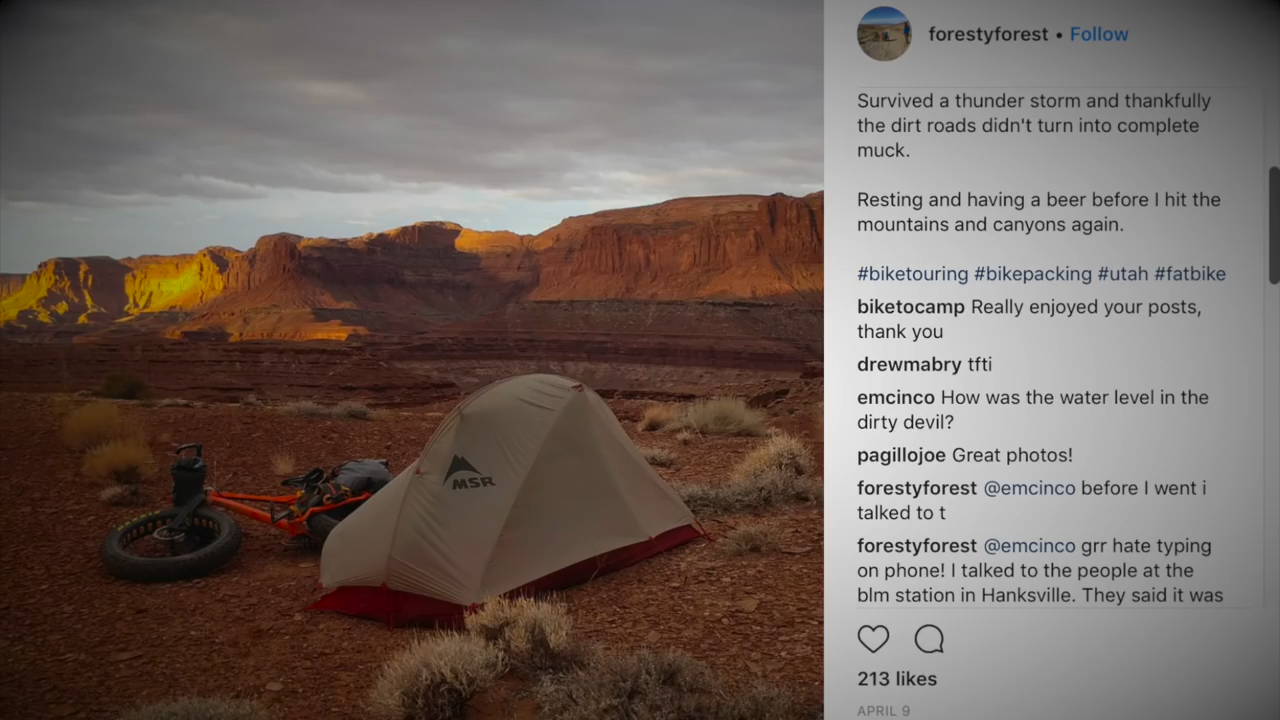 MSR
forestyforest • Follow
Survived a thunder storm and thankfully
the dirt roads didn't turn into complete
muck.
Resting and having a beer before I hit the
mountains and canyons again.
#biketouring #bikepacking #utah #fatbike
biketocamp Really enjoyed your posts,
thank you
drewmabry tfti
emcinco How was the water level in the
dirty devil?
pagillojoe Great photos!
forestyforest @emcinco before I went i
talked to t
forestyforest @emcinco grr hate typing
on phone! I talked to the people at the
blm station in Hanksville. They said it was
213 likes
APRIL 9